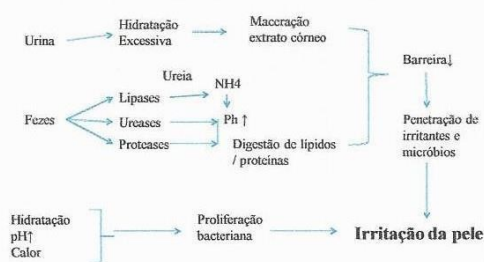 Urina
Hidratação
Excessiva
Maceração
extrato córneo
Barreira↓
Fezes
Lipases
Ureases
Proteases
Ureia
NH4
Ph ↑
Digestão de lípidos
/ proteínas
Penetração de
irritantes e
micróbios
Hidratação
pH↑
Calor
Proliferação
bacteriana
Irritação da pele